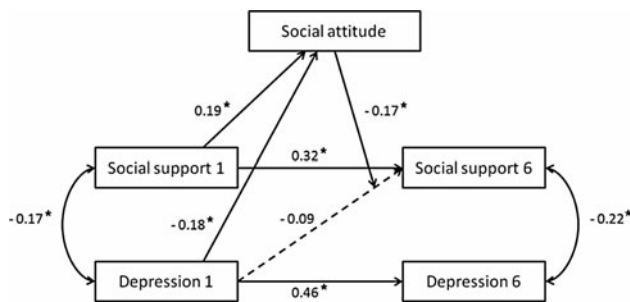 Social attitude
0.19*
-0.17*
Social support 1
0.32*
Social support 6
-0.17*
-0.18*
-0.09
-0.22*
Depression 1
0.46*
Depression 6